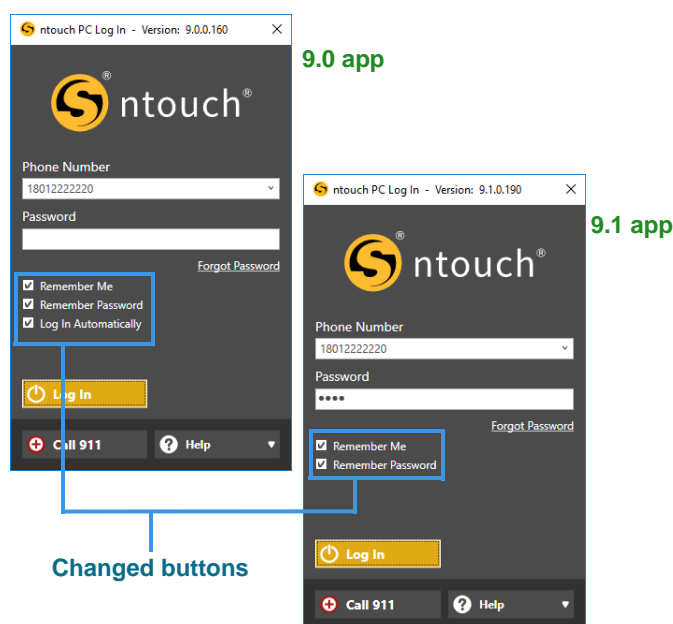 ntouch PC Log In - Version: 9.0.0.160
9.0 app
ntouch®
Phone Number
18012222220
Password
Forgot Password
Remember Me
Remember Password
Log In Automatically
Log In
Call 911
Help
ntouch PC Log In - Version: 9.1.0.190
9.1 app
ntouch®
Phone Number
18012222220
Password
••••
Forgot Password
Remember Me
Remember Password
Log In
Call 911
Help
Changed buttons